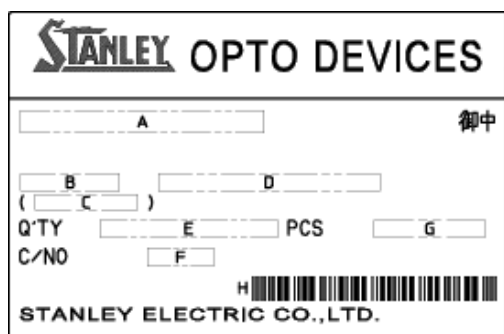 STANLEY OPTO DEVICES
A 御中
B D
( C )
Q'TY E PCS G
C/NO F
H
STANLEY ELECTRIC CO.,LTD.